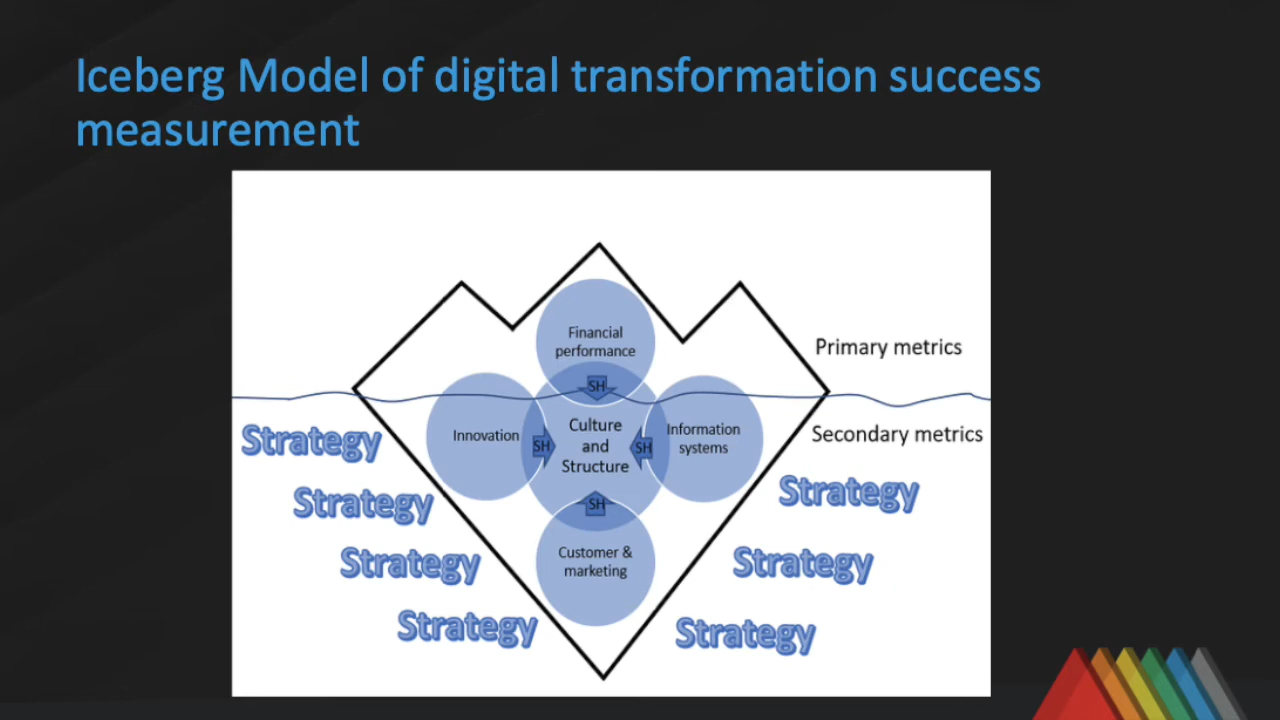 Iceberg Model of digital transformation success
measurement
Financial
performance
Primary metrics
SH
Culture
and
Structure
Innovation
SH
SH
Information
systems
Secondary metrics
SH
Customer &
marketing
Strategy
Strategy
Strategy
Strategy
Strategy
Strategy
Strategy